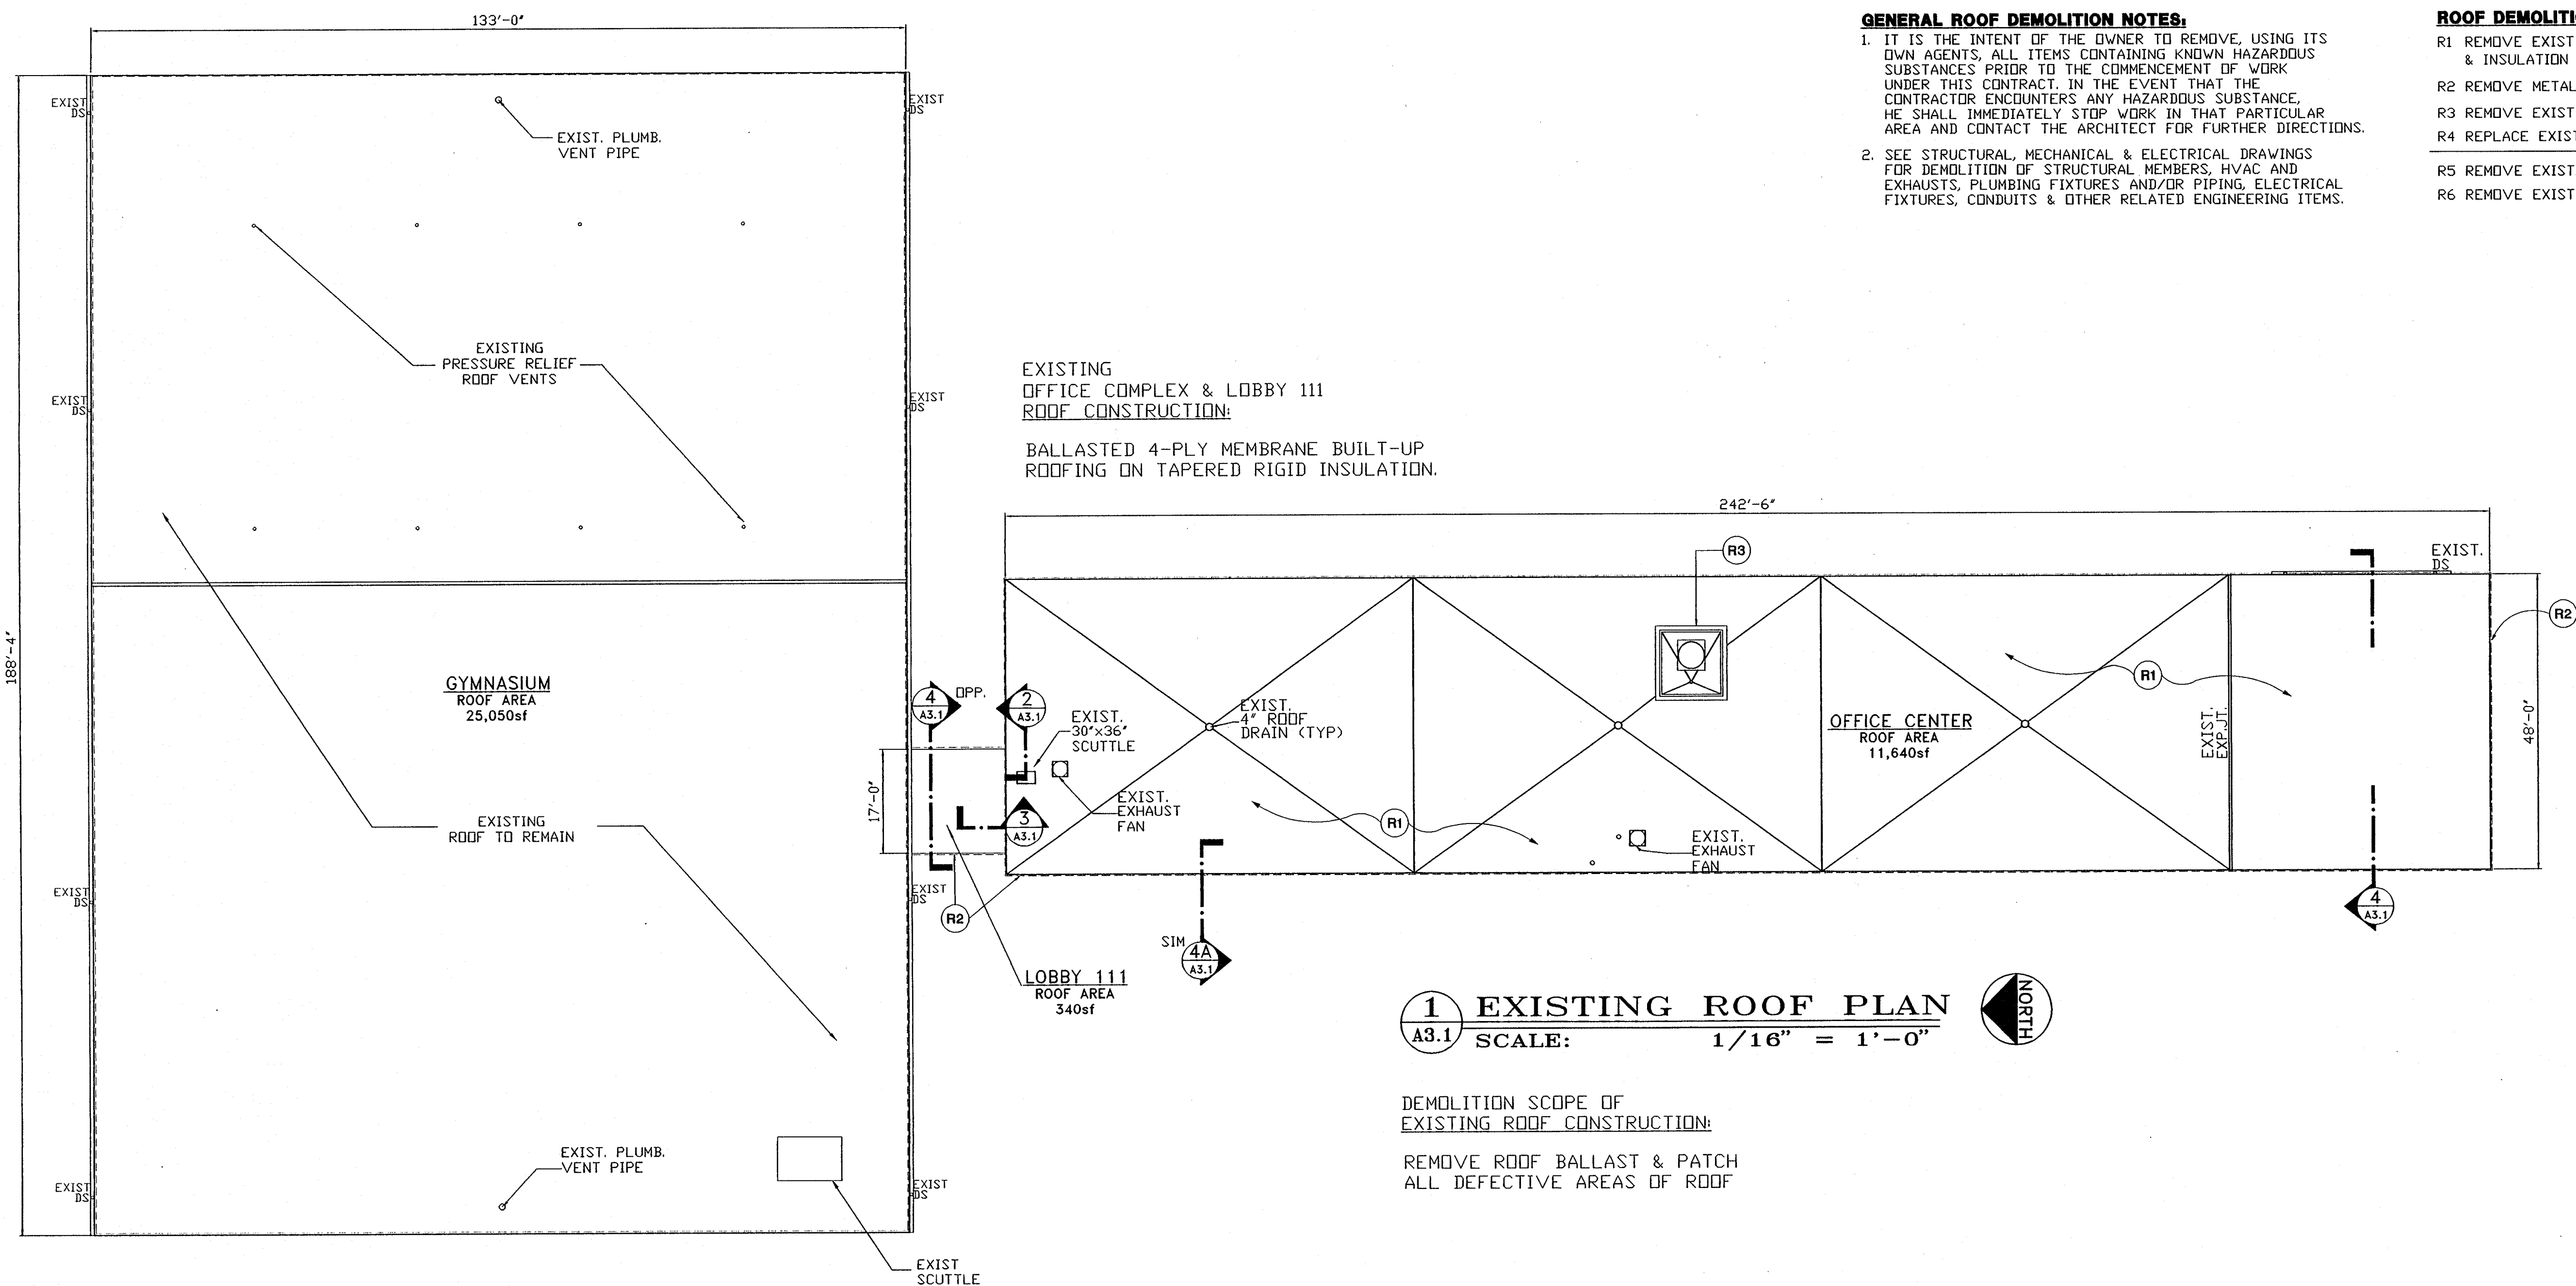 133'-0"
GENERAL ROOF DEMOLITION NOTES:
1. IT IS THE INTENT OF THE OWNER TO REMOVE, USING ITS
OWN AGENTS, ALL ITEMS CONTAINING KNOWN HAZARDOUS
SUBSTANCES PRIOR TO THE COMMENCEMENT OF WORK
UNDER THIS CONTRACT. IN THE EVENT THAT THE
CONTRACTOR ENCOUNTERS ANY HAZARDOUS SUBSTANCE,
HE SHALL IMMEDIATELY STOP WORK IN THAT PARTICULAR
AREA AND CONTACT THE ARCHITECT FOR FURTHER DIRECTIONS.
2. SEE STRUCTURAL, MECHANICAL & ELECTRICAL DRAWINGS
FOR DEMOLITION OF STRUCTURAL MEMBERS, HVAC AND
EXHAUSTS, PLUMBING FIXTURES AND/OR PIPING, ELECTRICAL
FIXTURES, CONDUITS & OTHER RELATED ENGINEERING ITEMS.
ROOF DEMOLITI
R1 REMOVE EXIST
& INSULATION
R2 REMOVE METAL
R3 REMOVE EXIST
R4 REPLACE EXIST
R5 REMOVE EXIST.
R6 REMOVE EXIST
EXIST
DS
EXIST
DS
EXIST. PLUMB.
VENT PIPE
EXISTING
PRESSURE RELIEF
ROOF VENTS
EXIST
DS
EXIST
DS
EXISTING
OFFICE COMPLEX & LOBBY 111
ROOF CONSTRUCTION:
BALLASTED 4-PLY MEMBRANE BUILT-UP
ROOFING ON TAPERED RIGID INSULATION.
242'-6"
R3
EXIST.
DS
R2
188'-4"
GYMNASIUM
ROOF AREA
25,050sf
4
A3.1
OPP.
2
A3.1
EXIST.
30"x36"
SCUTTLE
EXIST.
4" ROOF
DRAIN (TYP)
OFFICE CENTER
ROOF AREA
11,640sf
R1
EXIST.
EXP.JT.
48'-0"
17'-0"
EXISTING
ROOF TO REMAIN
3
A3.1
EXIST.
EXHAUST
FAN
R1
EXIST.
EXHAUST
FAN
EXIST
DS
EXIST
DS
R2
SIM
4A
A3.1
4
A3.1
LOBBY 111
ROOF AREA
340sf
1
A3.1
EXISTING ROOF PLAN
SCALE: 1/16" = 1'-0"
NORTH
DEMOLITION SCOPE OF
EXISTING ROOF CONSTRUCTION:
REMOVE ROOF BALLAST & PATCH
ALL DEFECTIVE AREAS OF ROOF
EXIST. PLUMB.
VENT PIPE
EXIST
DS
EXIST
DS
EXIST
SCUTTLE